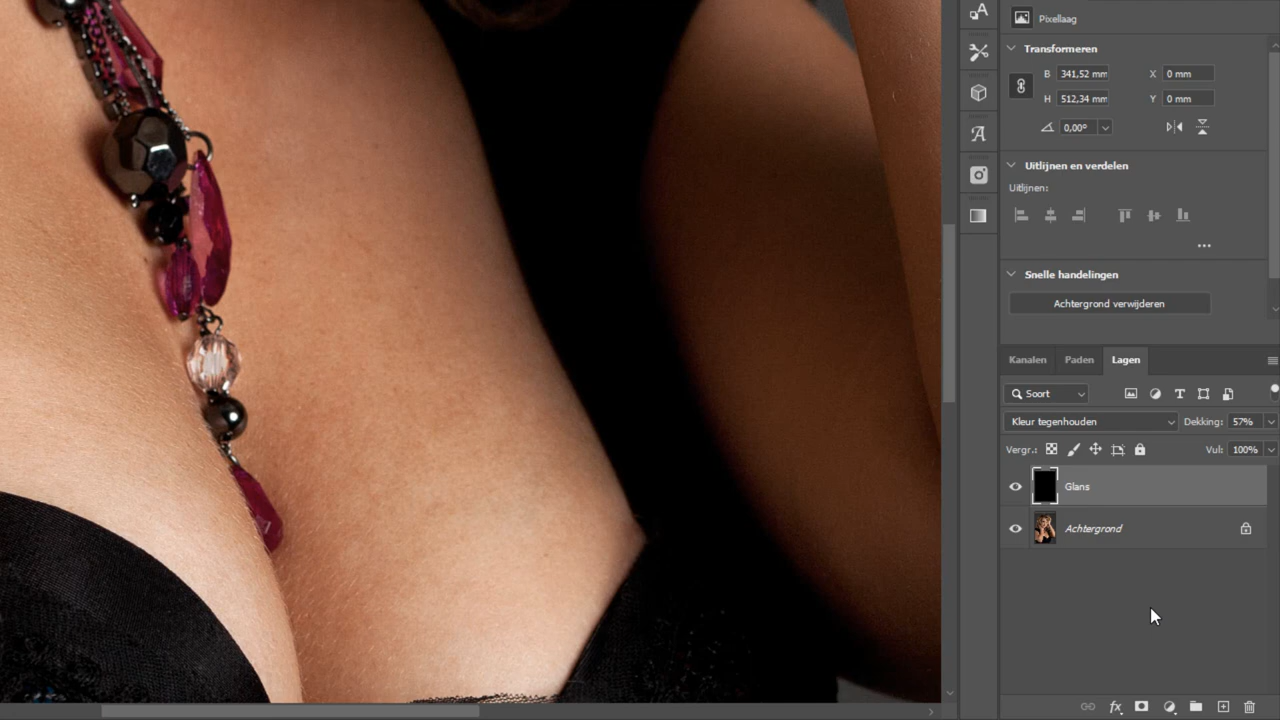 Pixellaag
Transformeren
B 341,52 mm X 0 mm
H 512,34 mm Y 0 mm
0,00°
Uitlijnen en verdelen
Uitlijnen:
Snelle handelingen
Achtergrond verwijderen
Kanalen Paden Lagen
Soort
Kleur tegenhouden Dekking: 57%
Vergr.: Vul: 100%
Glans
Achtergrond